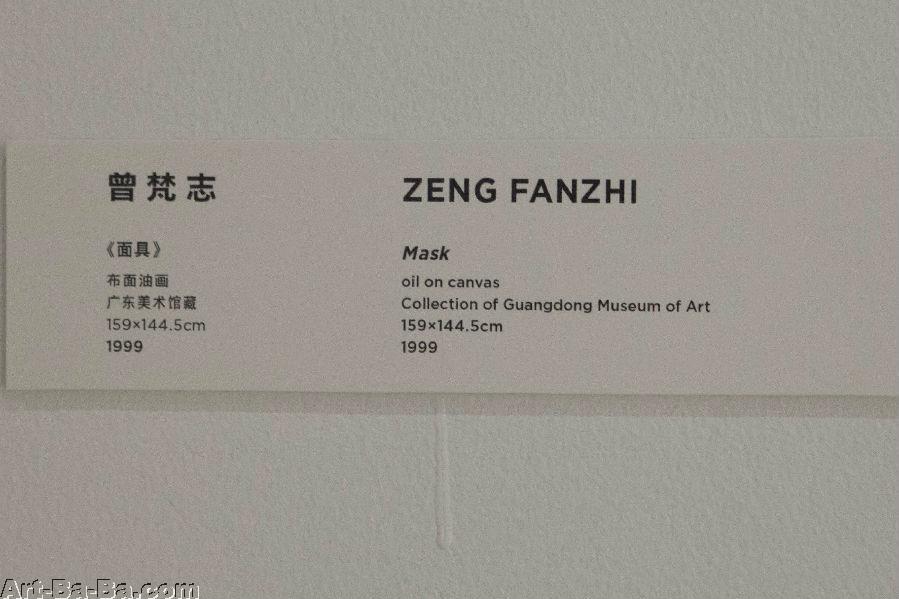 曾梵志
《面具》
布面油画
广东美术馆藏
159×144.5cm
1999
ZENG FANZHI
Mask
oil on canvas
Collection of Guangdong Museum of Art
159×144.5cm
1999
Art-Ba-Ba.com